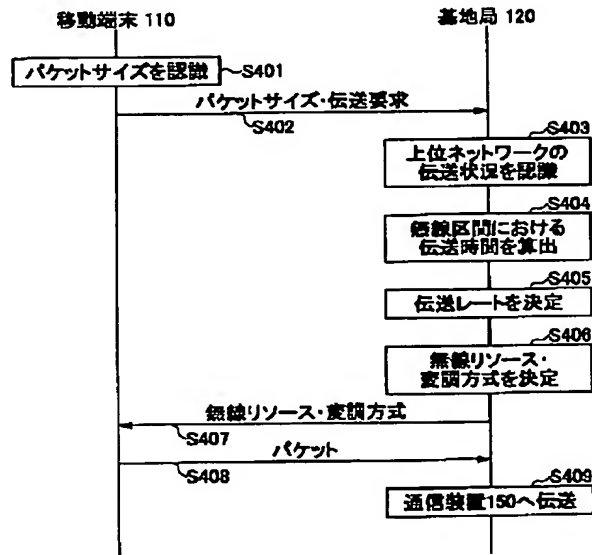 移動端末 110
基地局 120
パケットサイズを認識
S401
パケットサイズ・伝送要求
S402
S403
上位ネットワークの
伝送状況を認識
S404
無線区間における
伝送時間を算出
S405
伝送レートを決定
S406
無線リソース・
変調方式を決定
無線リソース・変調方式
S407
パケット
S408
S409
通信装置150へ伝送